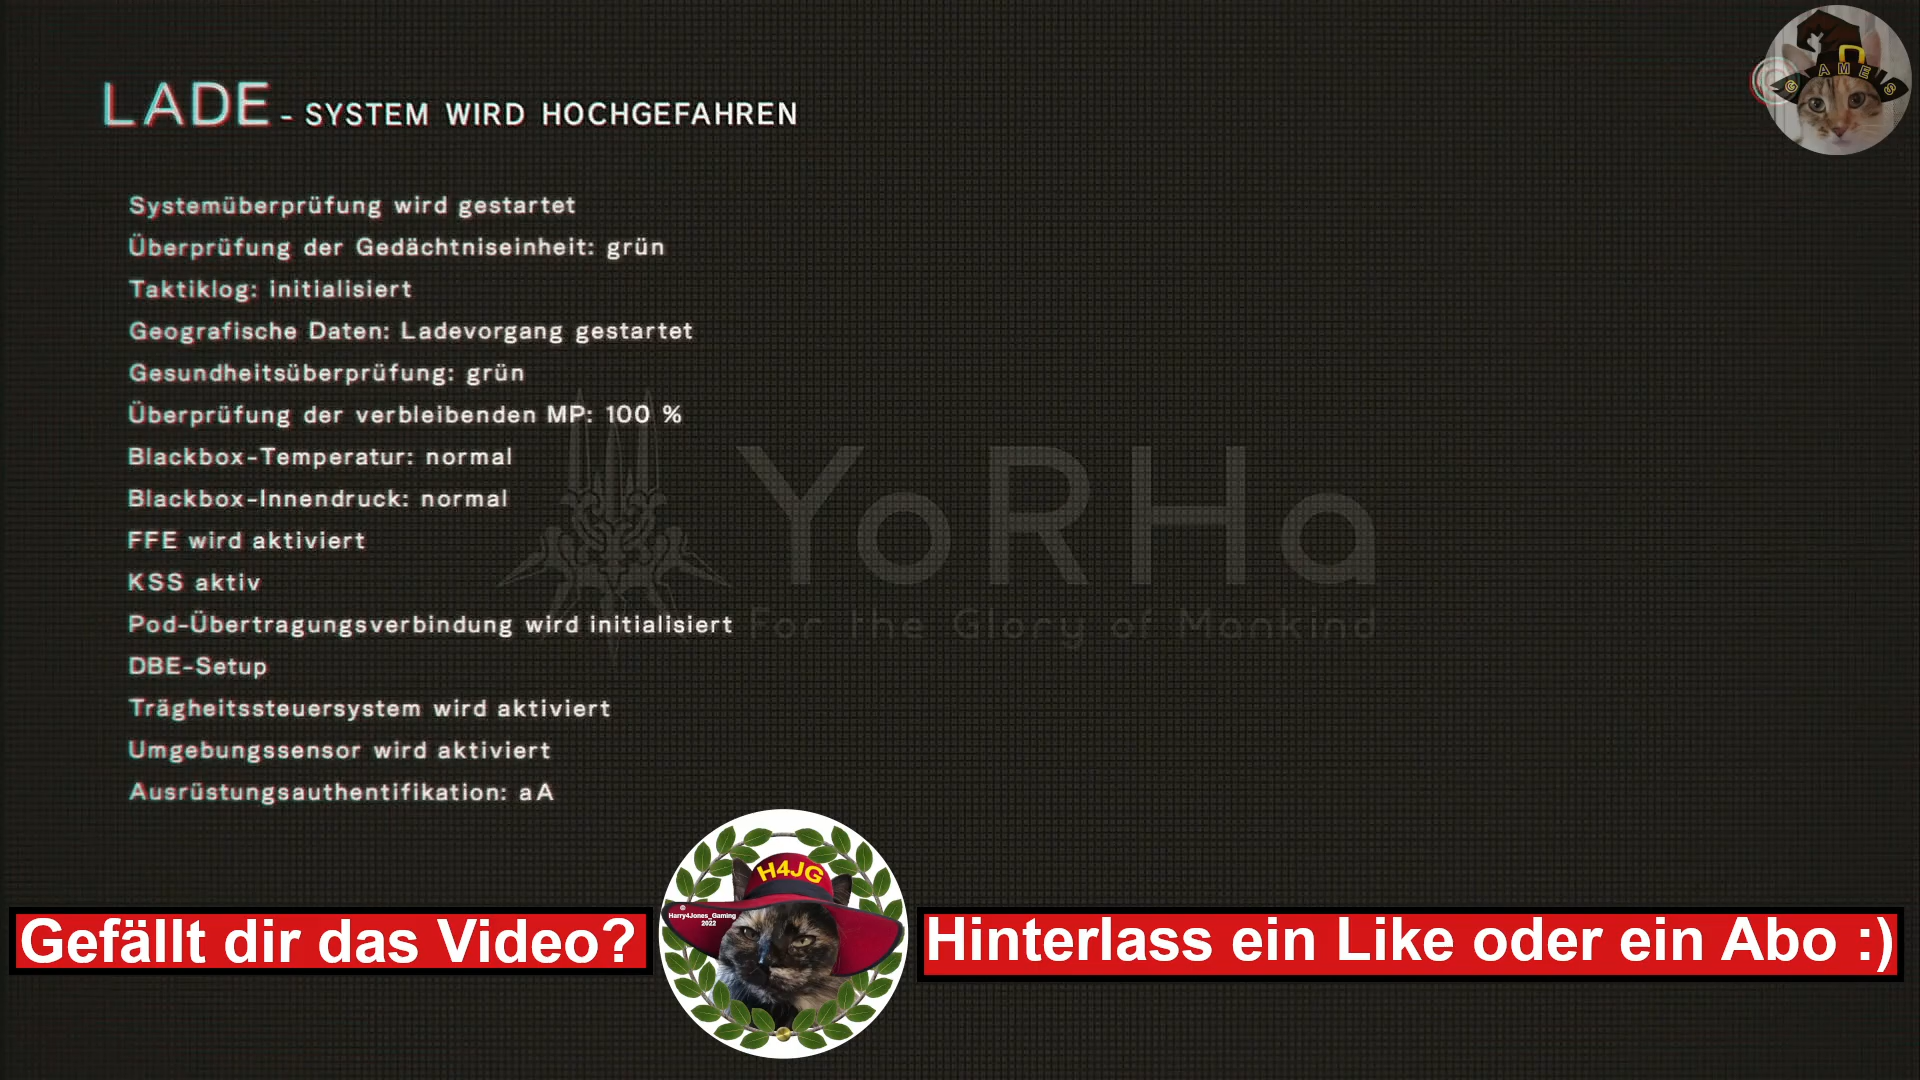 LADE - SYSTEM WIRD HOCHGEFAHREN
GAMES
Systemüberprüfung wird gestartet
Überprüfung der Gedächtniseinheit: grün
Taktiklog: initialisiert
Geografische Daten: Ladevorgang gestartet
Gesundheitsüberprüfung: grün
Überprüfung der verbleibenden MP: 100 %
Blackbox-Temperatur: normal
Blackbox-Innendruck: normal
FFE wird aktiviert
KSS aktiv
Pod-Übertragungsverbindung wird initialisiert
DBE-Setup
Trägheitssteuersystem wird aktiviert
Umgebungssensor wird aktiviert
Ausrüstungsauthentifikation: aA
YoRHa
For the Glory of Mankind
H4JG
©
Harry4Jones_Gaming
2022
Gefällt dir das Video?
Hinterlass ein Like oder ein Abo :)